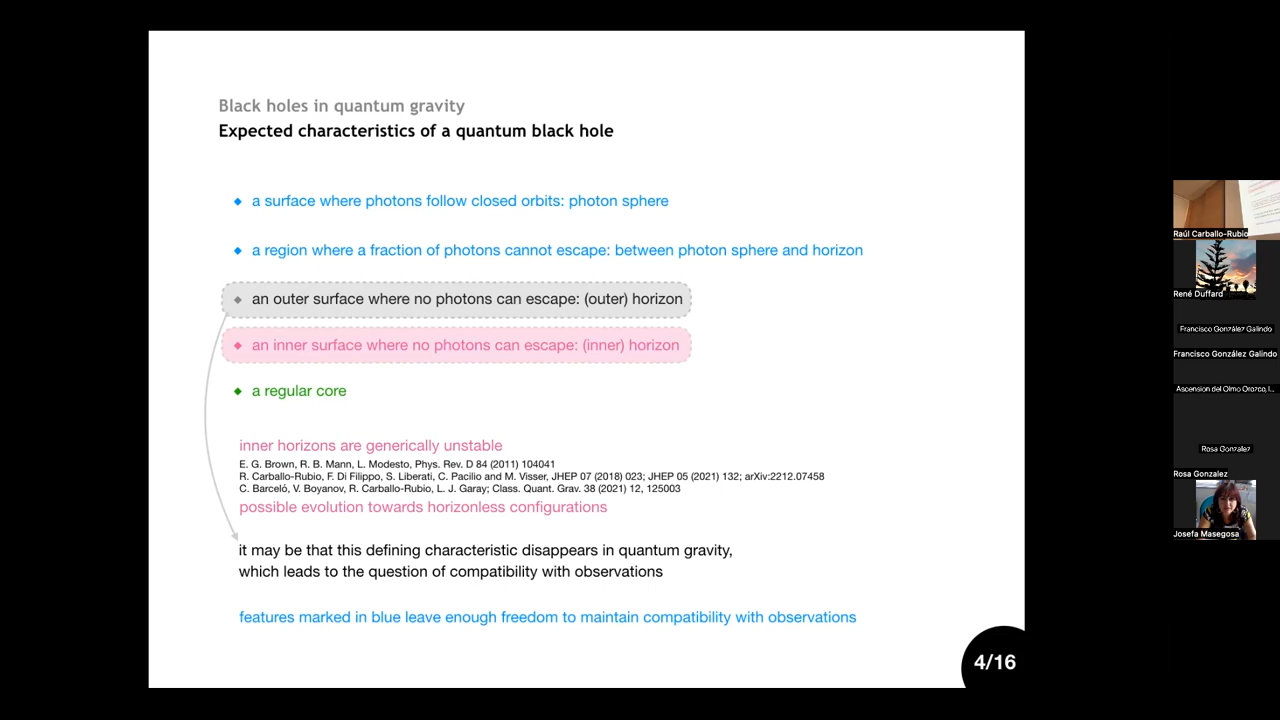 Black holes in quantum gravity
Expected characteristics of a quantum black hole
a surface where photons follow closed orbits: photon sphere
a region where a fraction of photons cannot escape: between photon sphere and horizon
an outer surface where no photons can escape: (outer) horizon
an inner surface where no photons can escape: (inner) horizon
a regular core
inner horizons are generically unstable
E. G. Brown, R. B. Mann, L. Modesto, Phys. Rev. D 84 (2011) 104041
R. Carballo-Rubio, F. Di Filippo, S. Liberati, C. Pacilio and M. Visser, JHEP 07 (2018) 023; JHEP 05 (2021) 132; arXiv:2212.07458
C. Barceló, V. Boyanov, R. Carballo-Rubio, L. J. Garay; Class. Quant. Grav. 38 (2021) 12, 125003
possible evolution towards horizonless configurations
it may be that this defining characteristic disappears in quantum gravity,
which leads to the question of compatibility with observations
features marked in blue leave enough freedom to maintain compatibility with observations
4/16
Raúl Carballo-Rubio
René Duffard
Francisco González Galindo
Francisco González Galindo
Ascension del Olmo Orozco, I...
Rosa Gonzalez
Rosa Gonzalez
Josefa Masegosa